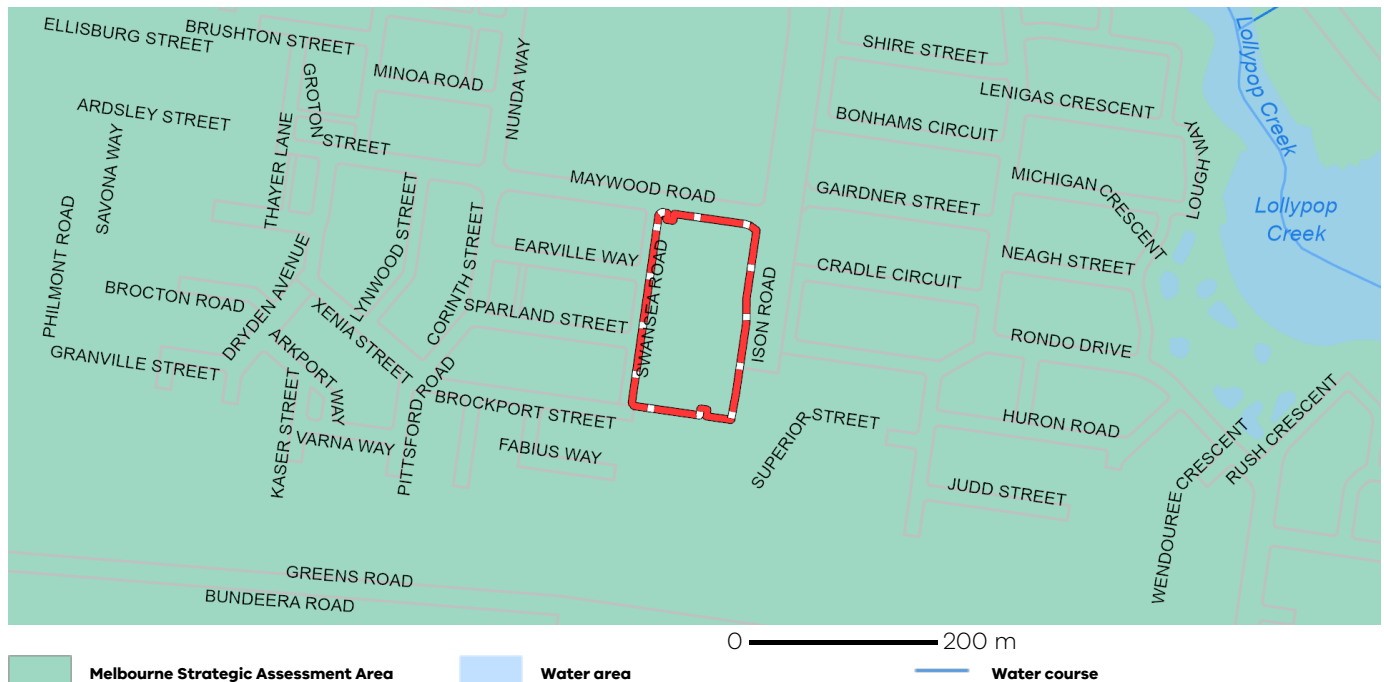 ELLISBURG STREET
BRUSHTON STREET
MINOA ROAD
NUNDA WAY
GROTON
STREET
ARDSLEY STREET
SAVONA WAY
THAYER LANE
PHILMONT ROAD
BROCTON ROAD
DRYDEN AVENUE
GRANVILLE STREET
LYNWOOD STREET
CORINTH STREET
XENIA STREET
ARKPORT WAY
KASER STREET
VARNA WAY
PITTSFORD ROAD
BROCKPORT STREET
FABIUS WAY
MAYWOOD ROAD
EARVILLE WAY
SPARLAND STREET
SWANSEA ROAD
ISON ROAD
SHIRE STREET
LENIGAS CRESCENT
BONHAMS CIRCUIT
GAIRDNER STREET
CRADLE CIRCUIT
MICHIGAN CRESCENT
LOUGH WAY
NEAGH STREET
RONDO DRIVE
HURON ROAD
SUPERIOR STREET
JUDD STREET
WENDOUREE CRESCENT
RUSH CRESCENT
Lollypop Creek
Lollypop
Creek
GREENS ROAD
BUNDEERA ROAD
0 200 m
Melbourne Strategic Assessment Area
Water area
Water course